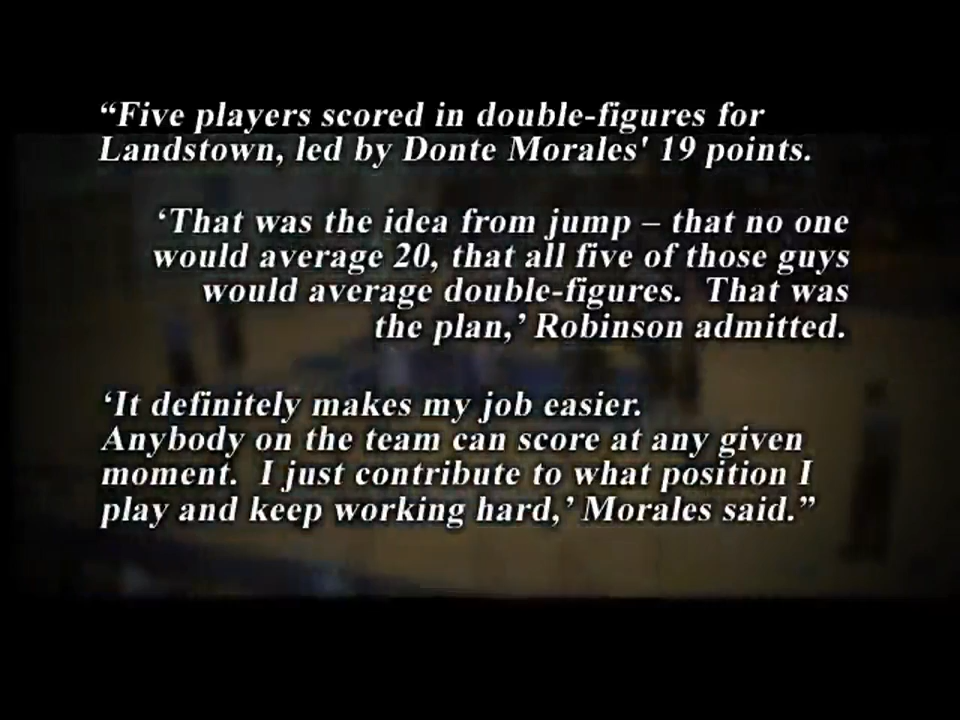 “Five players scored in double-figures for
Landstown, led by Donte Morales' 19 points.
‘That was the idea from jump – that no one
would average 20, that all five of those guys
would average double-figures.  That was
the plan,’ Robinson admitted.
‘It definitely makes my job easier.
Anybody on the team can score at any given
moment.  I just contribute to what position I
play and keep working hard,’ Morales said.”